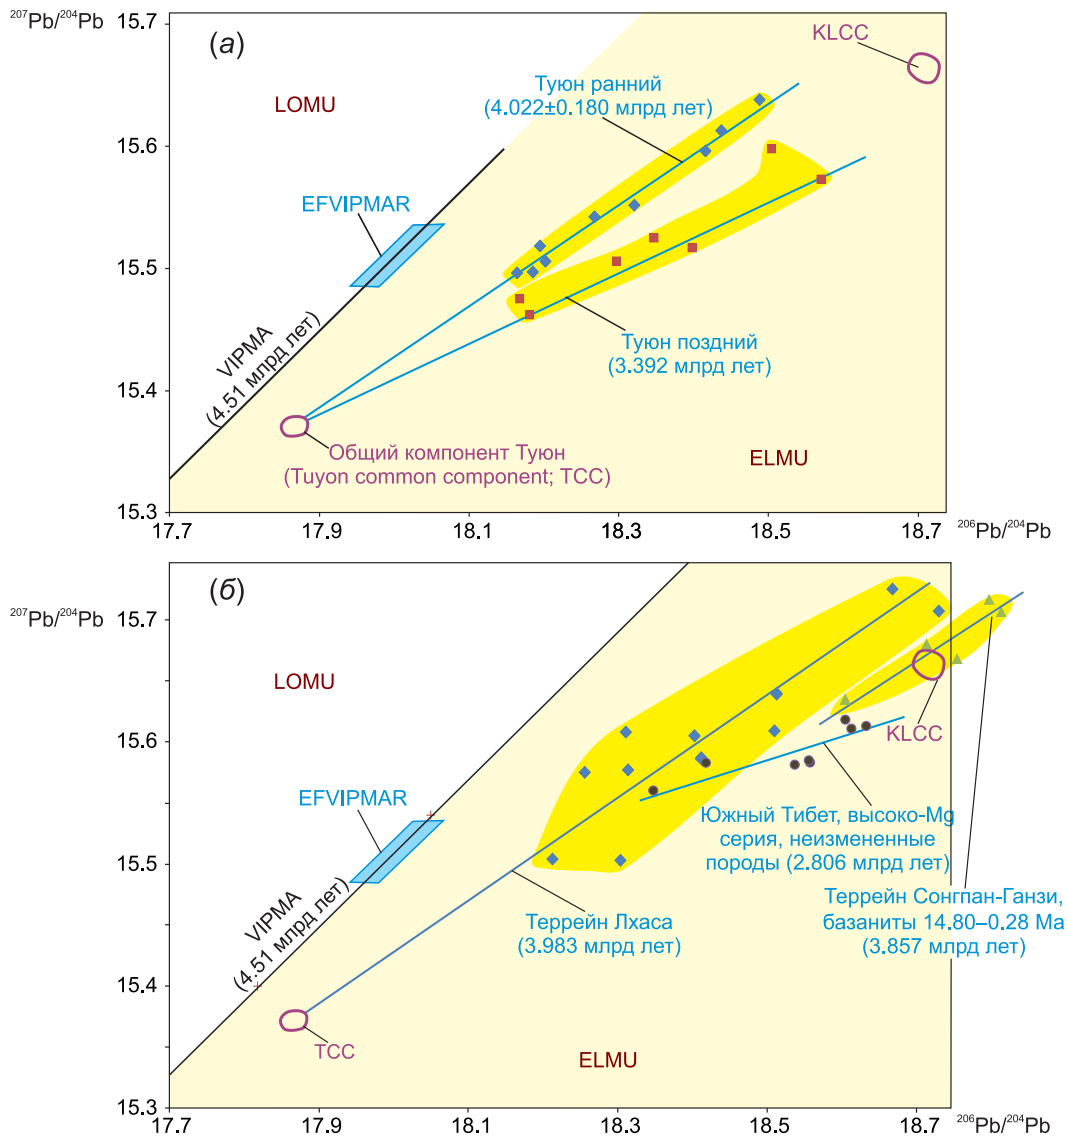 ²⁰⁷Pb/²⁰⁴Pb
15.7
(а)
KLCC
Туюн ранний
(4.022±0.180 млрд лет)
LOMU
15.6
EFVIPMAR
15.5
VIPMA
(4.51 млрд лет)
Туюн поздний
(3.392 млрд лет)
15.4
Общий компонент Туюн
(Tuyon common component; TCC)
ELMU
15.3
17.7 17.9 18.1 18.3 18.5 18.7 ²⁰⁶Pb/²⁰⁴Pb
(б)
²⁰⁷Pb/²⁰⁴Pb
15.7
LOMU
15.6
KLCC
EFVIPMAR
Южный Тибет, высоко-Mg
серия, неизмененные
породы (2.806 млрд лет)
15.5
VIPMA
(4.51 млрд лет)
Террейн Лхаса
(3.983 млрд лет)
Террейн Сонгпан-Ганзи,
базаниты 14.80–0.28 Ma
(3.857 млрд лет)
15.4
TCC
ELMU
15.3
17.7 17.9 18.1 18.3 18.5 18.7 ²⁰⁶Pb/²⁰⁴Pb